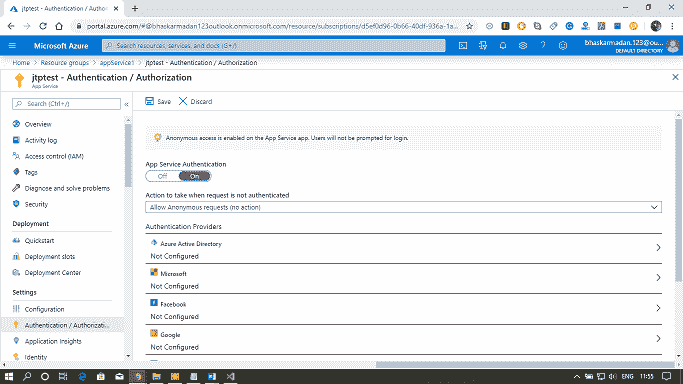 jtptest - Authentication / Autho
portal.azure.com/#@bhaskarmadan123outlook.onmicrosoft.com/resource/subscriptions/d5ef0d96-0b66-40df-936a-1a...
Microsoft Azure
Search resources, services, and docs (G+/)
bhaskarmadan.123@ou...
DEFAULT DIRECTORY
Home > Resource groups > appService1 > jtptest - Authentication / Authorization
jtptest - Authentication / Authorization
App Service
Search (Ctrl+/)
Save
Discard
Overview
Activity log
Access control (IAM)
Tags
Diagnose and solve problems
Security
Deployment
Quickstart
Deployment slots
Deployment Center
Settings
Configuration
Authentication / Authorizati...
Application Insights
Identity
Anonymous access is enabled on the App Service app. Users will not be prompted for login.
App Service Authentication
Off
On
Action to take when request is not authenticated
Allow Anonymous requests (no action)
Authentication Providers
Azure Active Directory
Not Configured
Microsoft
Not Configured
Facebook
Not Configured
Google
Not Configured
ENG
11:55